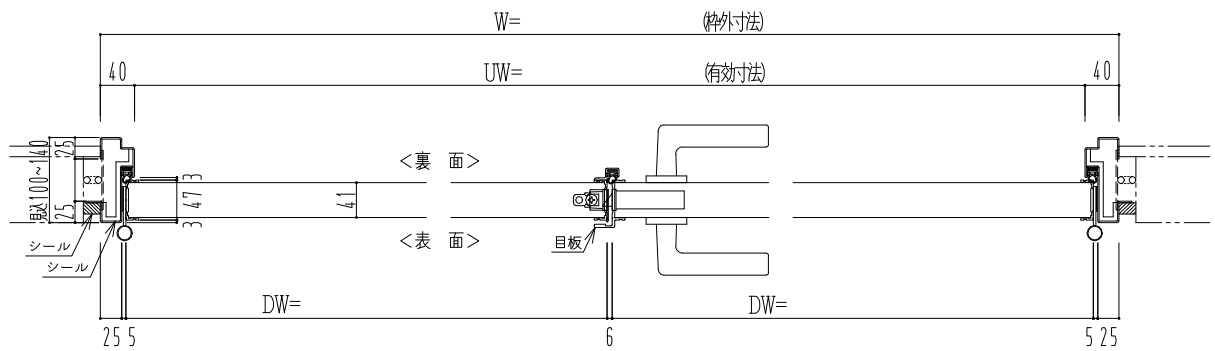 W= (枠外寸法)
40 UW= (有効寸法) 40
見込100~140
25
25
3
47
3
41
<裏 面>
<表 面>
シール
シール
目板
DW= DW=
25 5 6 5 25